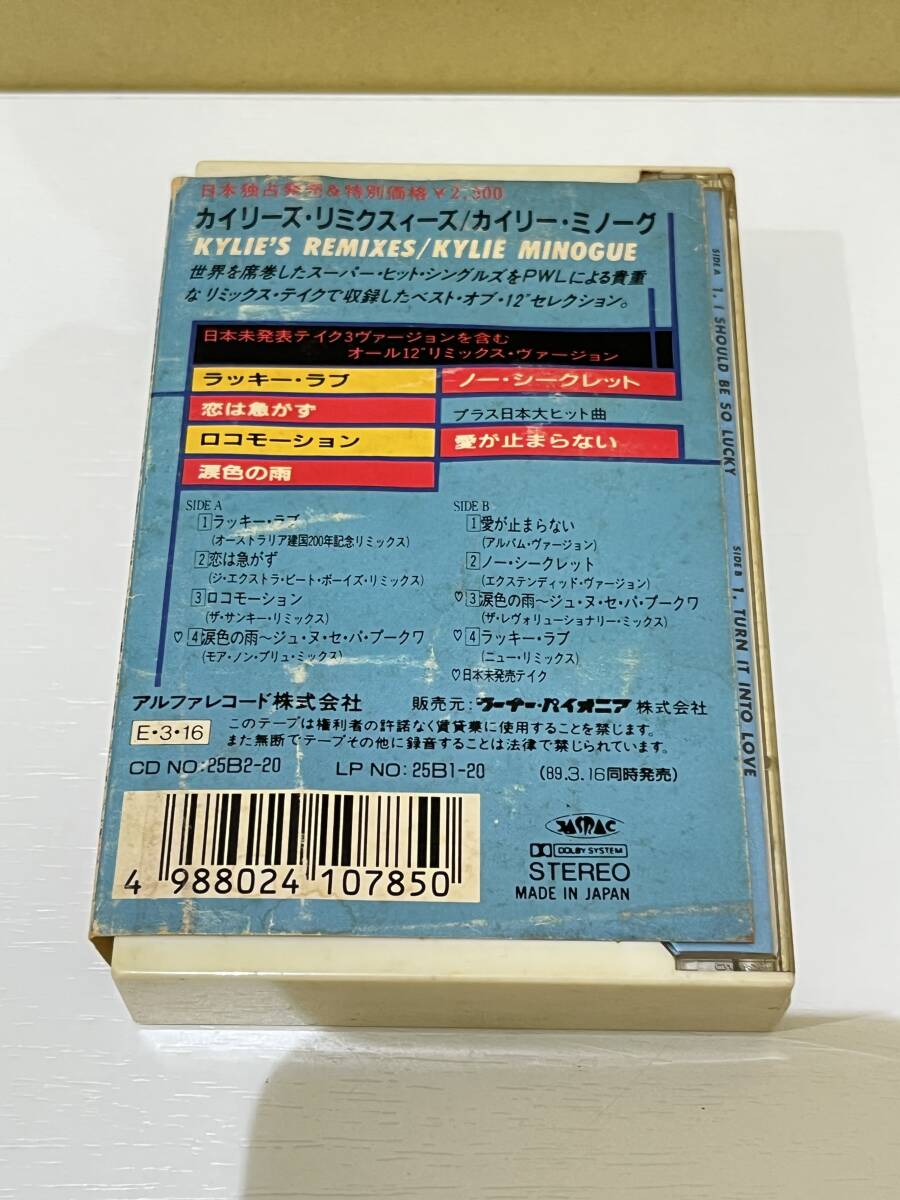 日本独占発売&特別価格¥2,300
カイリーズ・リミクスィーズ/カイリー・ミノーグ
KYLIE'S REMIXES/KYLIE MINOGUE
世界を席巻したスーパー・ヒット・シングルズをPWLによる貴重
なリミックス・テイクで収録したベスト・オブ・12"セレクション。
日本未発表テイク3ヴァージョンを含む
オール12"リミックス・ヴァージョン
ラッキー・ラブ
恋は急がず
ロコモーション
涙色の雨
ノー・シークレット
プラス日本大ヒット曲
愛が止まらない
SIDE A
1 ラッキー・ラブ
(オーストラリア建国200年記念リミックス)
2 恋は急がず
(ジ・エクストラ・ビート・ボーイズ・リミックス)
3 ロコモーション
(ザ・サンキー・リミックス)
♡ 4 涙色の雨〜ジュ・ヌ・セ・パ・プークワ
(モア・ノン・ブリュ・ミックス)
SIDE B
1 愛が止まらない
(アルバム・ヴァージョン)
2 ノー・シークレット
(エクステンディッド・ヴァージョン)
♡ 3 涙色の雨〜ジュ・ヌ・セ・パ・プークワ
(ザ・レヴォリューショナリー・ミックス)
♡ 4 ラッキー・ラブ
(ニュー・リミックス)
♡日本未発売テイク
アルファレコード株式会社
販売元:ワーナー・パイオニア株式会社
E・3・16
このテープは権利者の許諾なく賃貸業に使用することを禁じます。
また無断でテープその他に録音することは法律で禁じられています。
CD NO:25B2-20
LP NO:25B1-20
(89.3.16同時発売)
4 988024 107850
JASRAC
DOLBY SYSTEM
STEREO
MADE IN JAPAN
SIDE A 1. I SHOULD BE SO LUCKY
SIDE B 1. TURN IT INTO LOVE